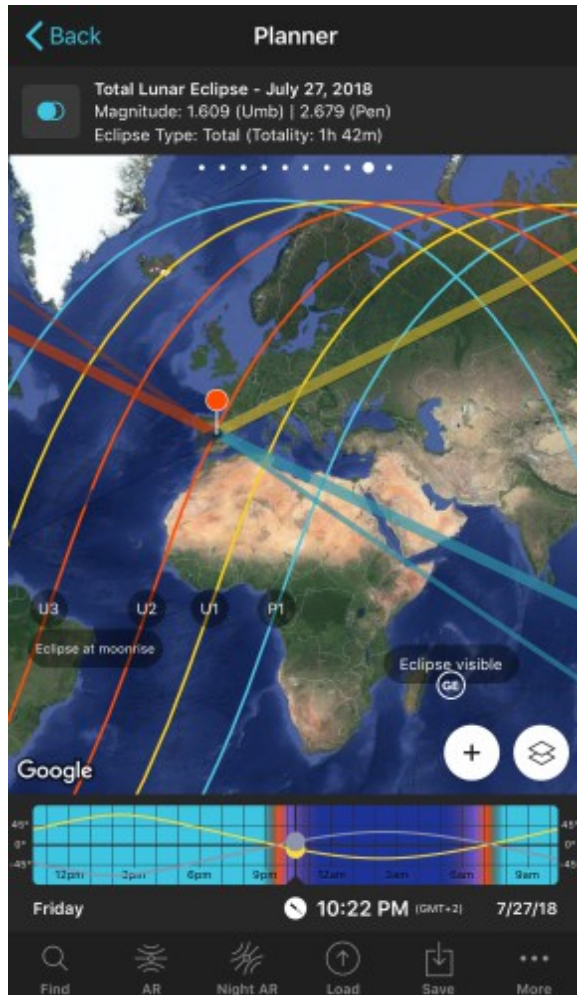 Back
Planner
Total Lunar Eclipse - July 27, 2018
Magnitude: 1.609 (Umb) | 2.679 (Pen)
Eclipse Type: Total (Totality: 1h 42m)
U3 U2 U1 P1
Eclipse at moonrise
Eclipse visible
GE
+
Google
45° 45°
0° 0°
-45° -45°
12pm 3pm 6pm 9pm 12am 3am 6am 9am
Friday 10:22 PM (GMT+2) 7/27/18
Find AR Night AR Load Save More